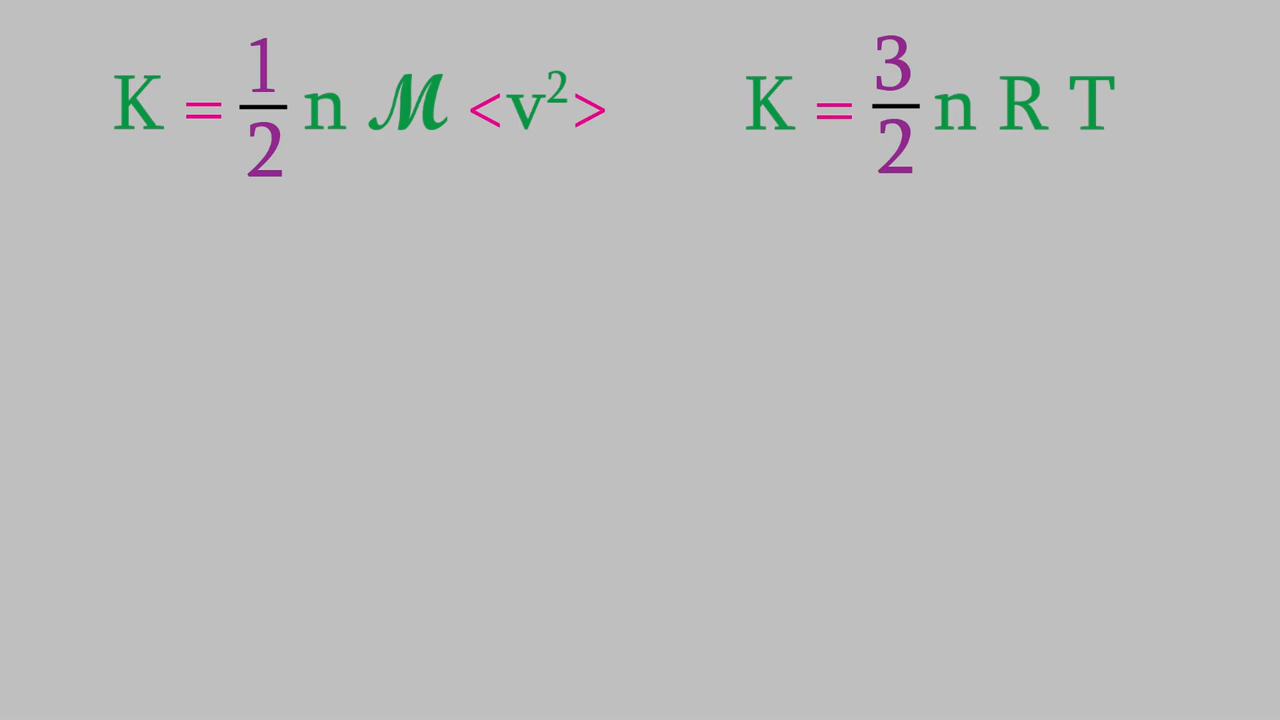 K = 1/2 n ℳ <v²> K = 3/2 n R T